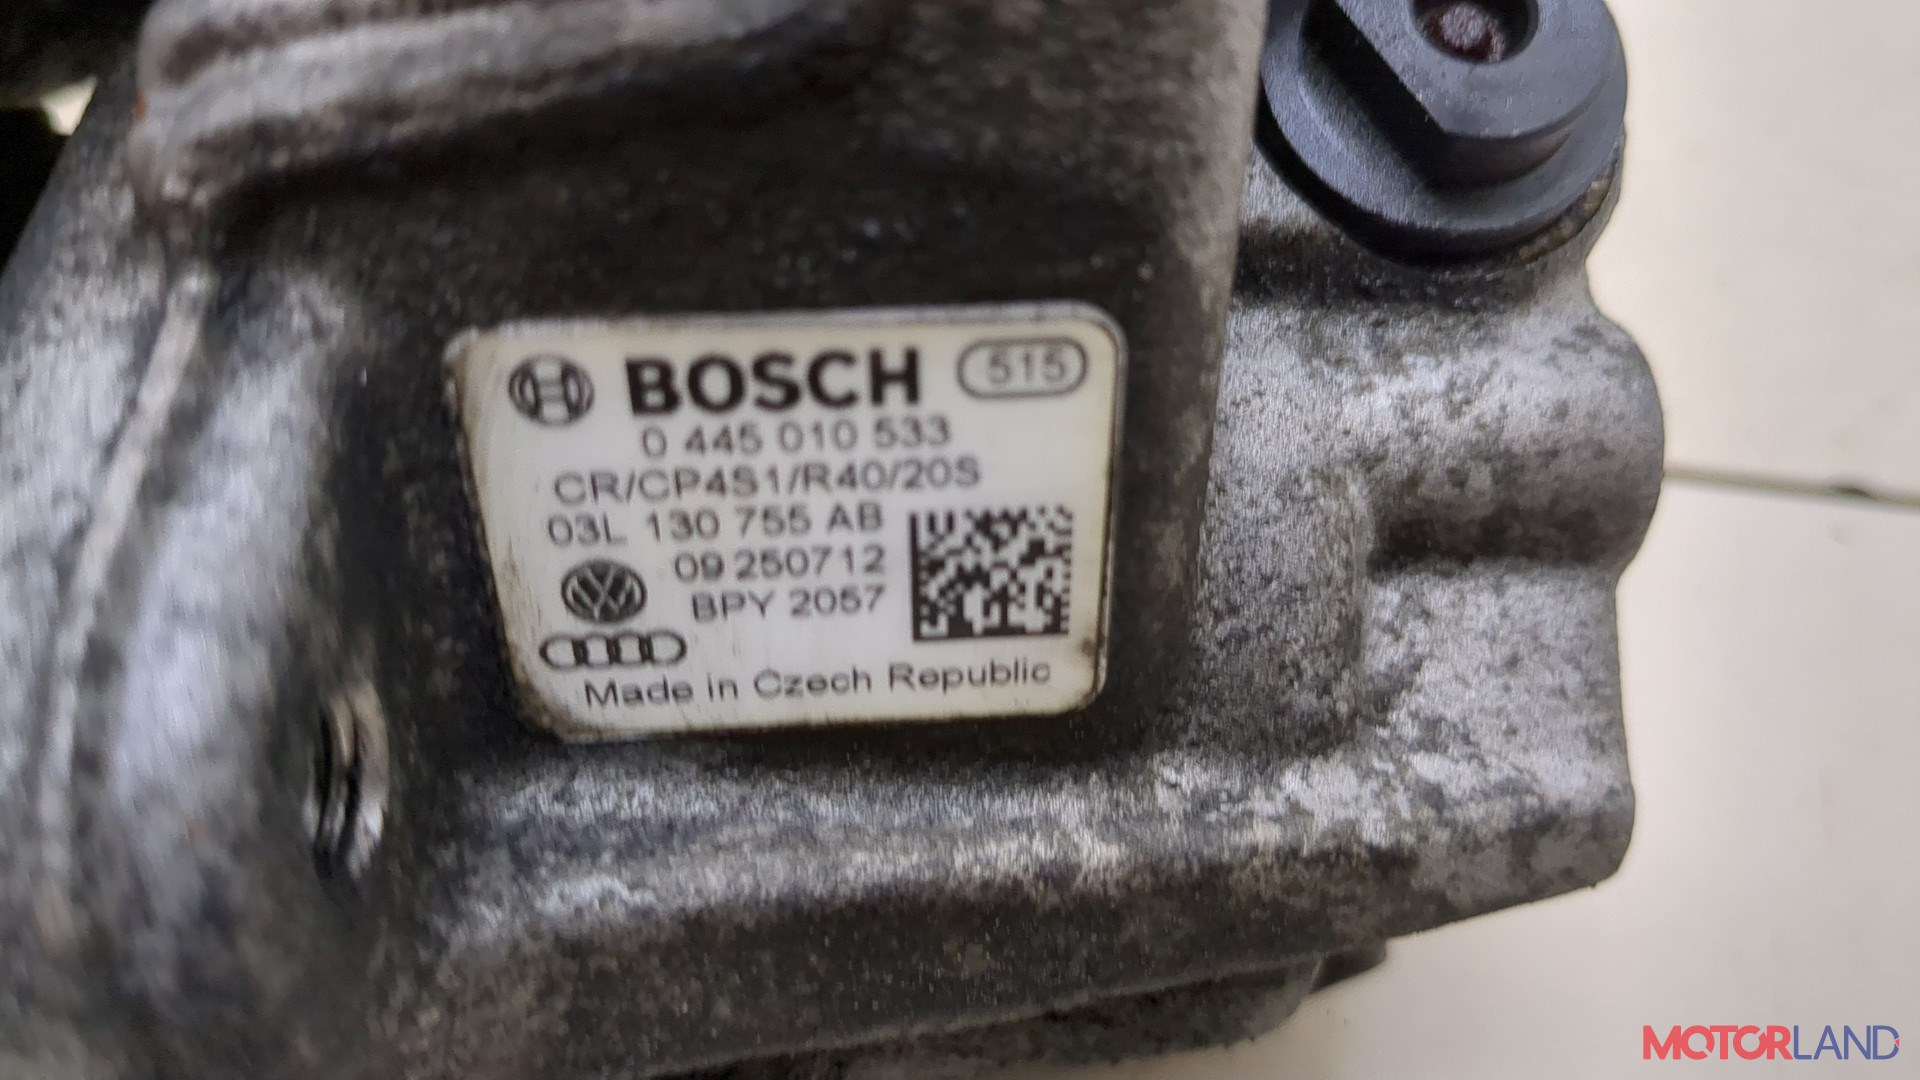 BOSCH 515
0 445 010 533
CR/CP4S1/R40/20S
03L 130 755 AB
09 250712
BPY 2057
Made in Czech Republic
MOTORLAND